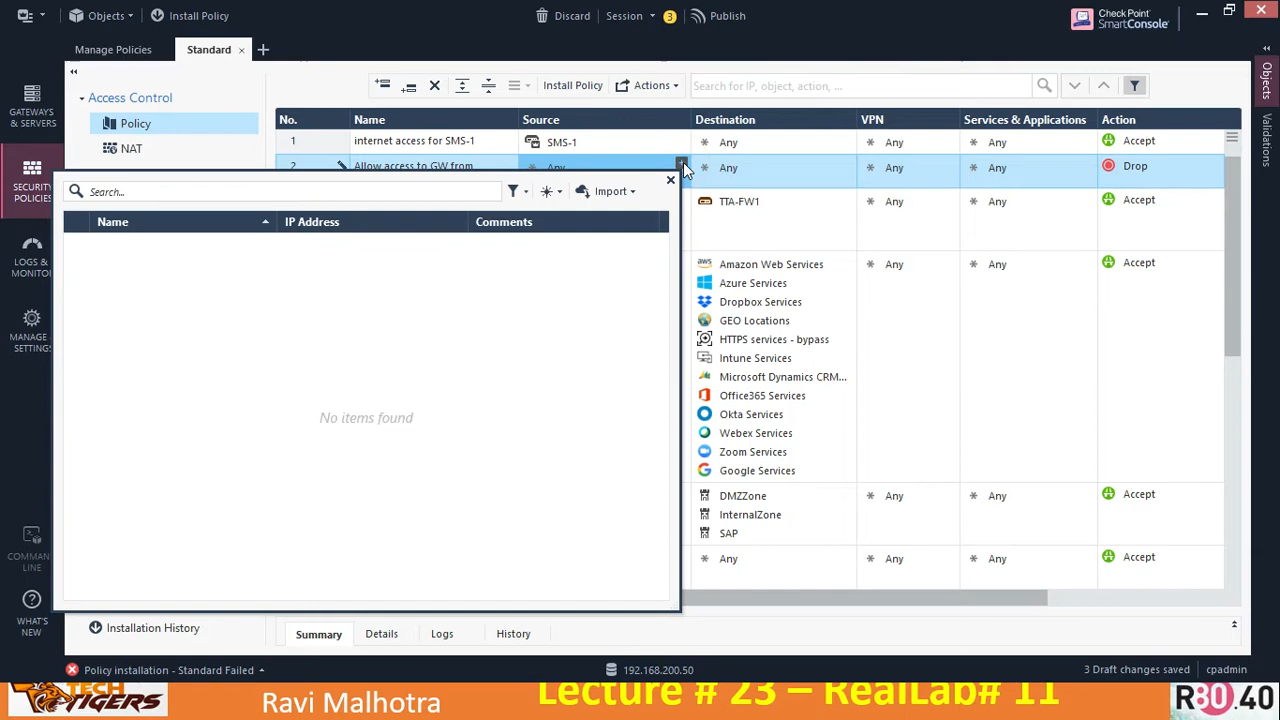 Objects
Install Policy
Discard
Session
3
Publish
Check Point
SmartConsole
Manage Policies
Standard
Access Control
Policy
NAT
GATEWAYS
& SERVERS
SECURITY
POLICIES
LOGS &
MONITO
MANAGE
SETTINGS
COMMAN
LINE
WHAT'S
NEW
Install Policy
Actions
Search for IP, object, action, ...
Objects
Validations
No. Name Source Destination VPN Services & Applications Action
1 internet access for SMS-1 SMS-1 Any Any Any Accept
2 Allow access to GW from Any Any Any Any Drop
TTA-FW1 Any Any Accept
Search...
Import
Name IP Address Comments
No items found
Amazon Web Services Any Any Accept
Azure Services
Dropbox Services
GEO Locations
HTTPS services - bypass
Intune Services
Microsoft Dynamics CRM...
Office365 Services
Okta Services
Webex Services
Zoom Services
Google Services
DMZZone Any Any Accept
InternalZone
SAP
Any Any Any Accept
Installation History
Summary Details Logs History
Policy installation - Standard Failed
192.168.200.50
3 Draft changes saved
cpadmin
TECH
TIGERS
Ravi Malhotra
Lecture # 23 – RealLab# 11
R80.40